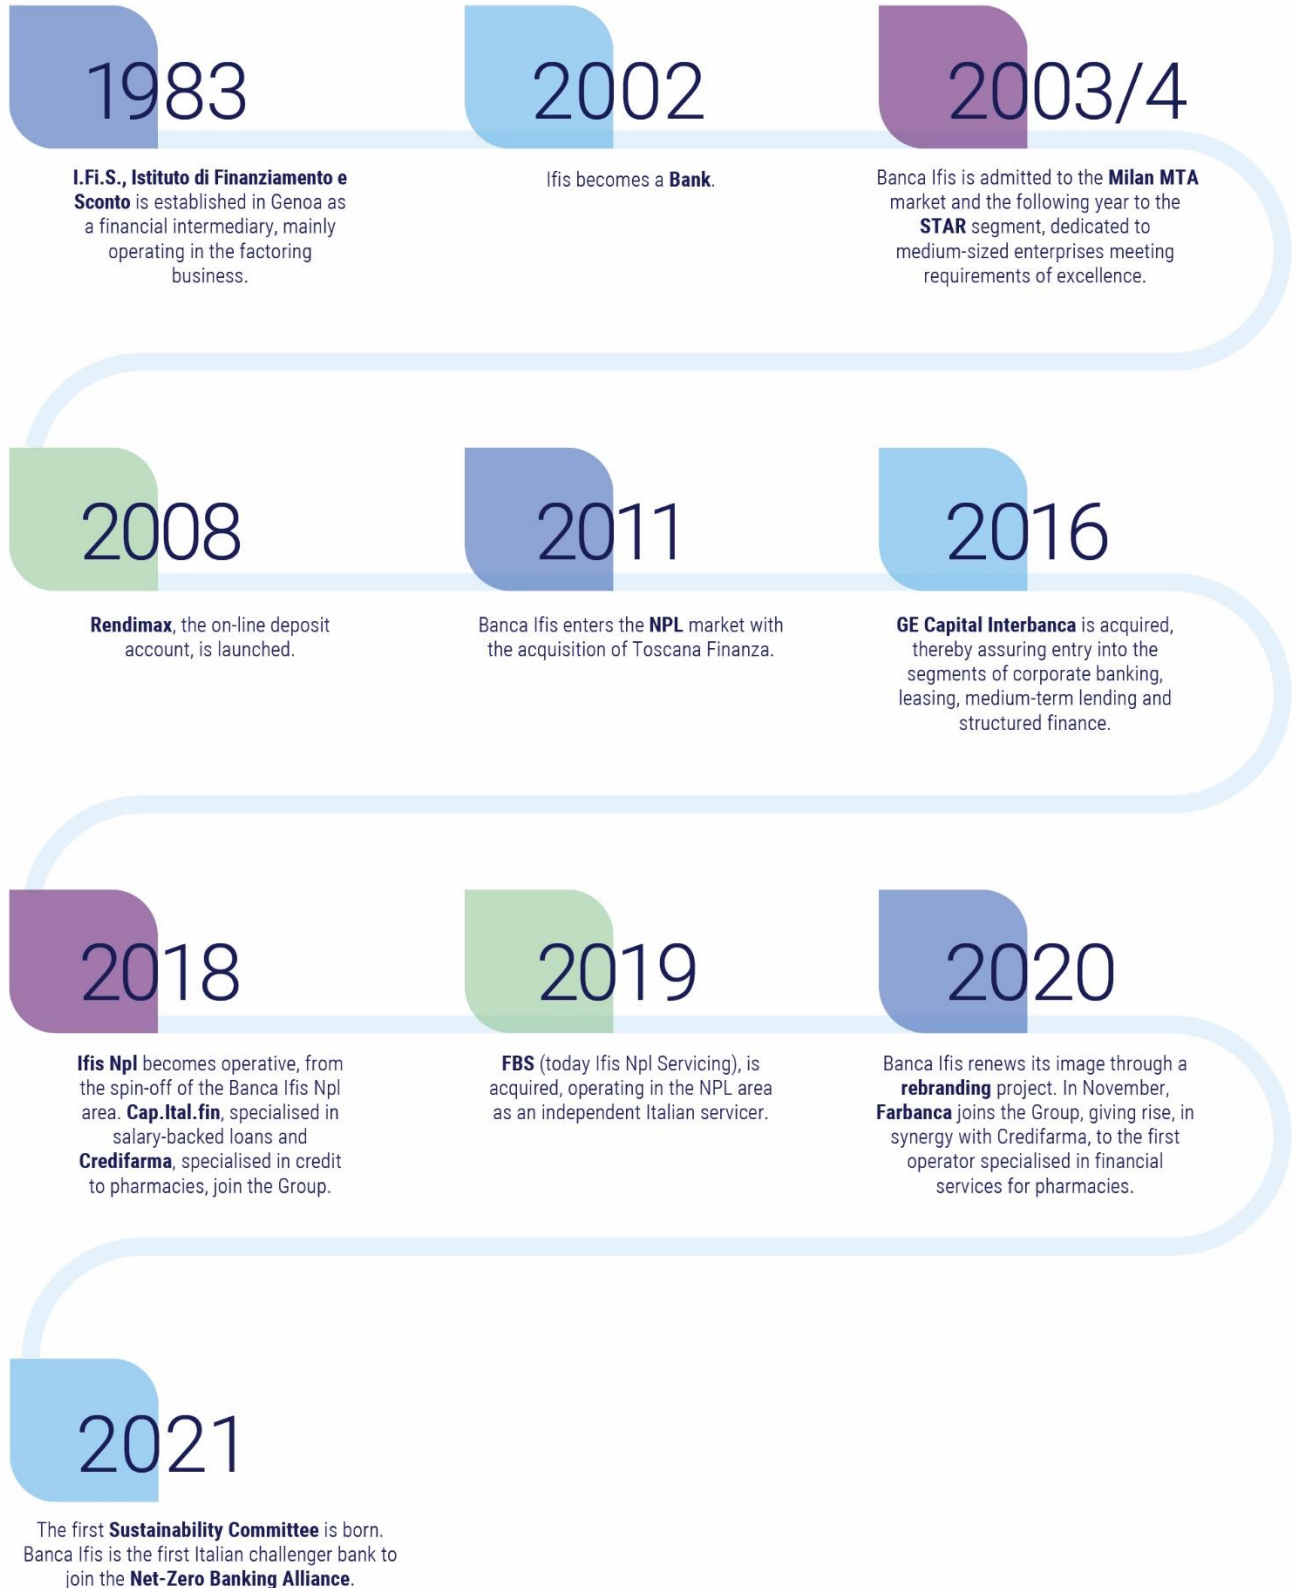 1983
I.Fi.S., Istituto di Finanziamento e
Sconto is established in Genoa as
a financial intermediary, mainly
operating in the factoring
business.
2002
Ifis becomes a Bank.
2003/4
Banca Ifis is admitted to the Milan MTA
market and the following year to the
STAR segment, dedicated to
medium-sized enterprises meeting
requirements of excellence.
2008
Rendimax, the on-line deposit
account, is launched.
2011
Banca Ifis enters the NPL market with
the acquisition of Toscana Finanza.
2016
GE Capital Interbanca is acquired,
thereby assuring entry into the
segments of corporate banking,
leasing, medium-term lending and
structured finance.
2018
Ifis Npl becomes operative, from
the spin-off of the Banca Ifis Npl
area. Cap.Ital.fin, specialised in
salary-backed loans and
Credifarma, specialised in credit
to pharmacies, join the Group.
2019
FBS (today Ifis Npl Servicing), is
acquired, operating in the NPL area
as an independent Italian servicer.
2020
Banca Ifis renews its image through a
rebranding project. In November,
Farbanca joins the Group, giving rise, in
synergy with Credifarma, to the first
operator specialised in financial
services for pharmacies.
2021
The first Sustainability Committee is born.
Banca Ifis is the first Italian challenger bank to
join the Net-Zero Banking Alliance.